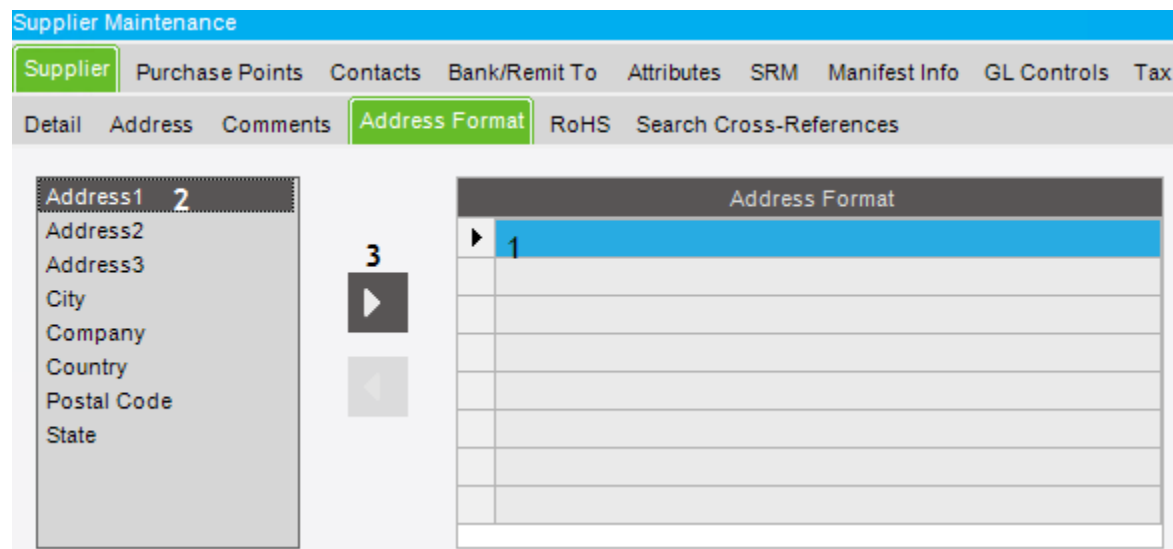 Supplier Maintenance
Supplier Purchase Points Contacts Bank/Remit To Attributes SRM Manifest Info GL Controls Tax
Detail Address Comments Address Format RoHS Search Cross-References
Address1 2
Address2
Address3
City
Company
Country
Postal Code
State
3
Address Format
1